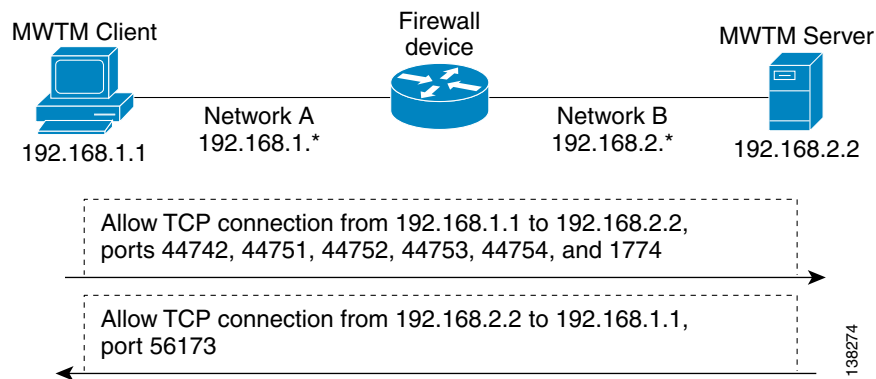 MWTM Client
Firewall
device
MWTM Server
Network A
192.168.1.*
Network B
192.168.2.*
192.168.1.1
192.168.2.2
Allow TCP connection from 192.168.1.1 to 192.168.2.2,
ports 44742, 44751, 44752, 44753, 44754, and 1774
Allow TCP connection from 192.168.2.2 to 192.168.1.1,
port 56173
138274